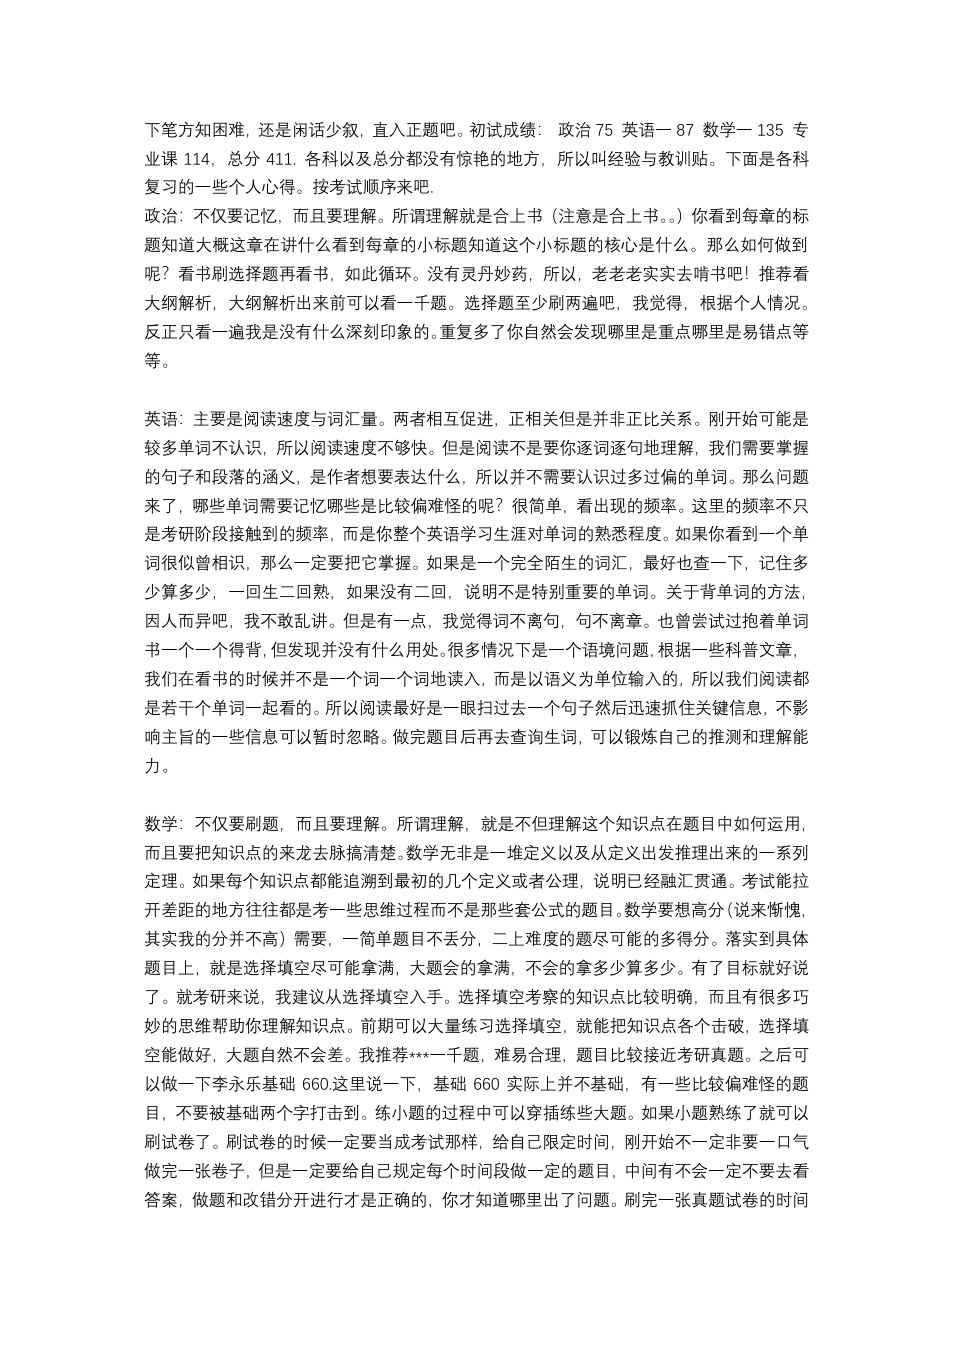 下笔方知困难，还是闲话少叙，直入正题吧。初试成绩： 政治 75 英语一 87 数学一 135 专
业课 114，总分 411. 各科以及总分都没有惊艳的地方，所以叫经验与教训贴。下面是各科
复习的一些个人心得。按考试顺序来吧.
政治：不仅要记忆，而且要理解。所谓理解就是合上书（注意是合上书。。）你看到每章的标
题知道大概这章在讲什么看到每章的小标题知道这个小标题的核心是什么。那么如何做到
呢？看书刷选择题再看书，如此循环。没有灵丹妙药，所以，老老老实实去啃书吧！推荐看
大纲解析，大纲解析出来前可以看一千题。选择题至少刷两遍吧，我觉得，根据个人情况。
反正只看一遍我是没有什么深刻印象的。重复多了你自然会发现哪里是重点哪里是易错点等
等。
英语：主要是阅读速度与词汇量。两者相互促进，正相关但是并非正比关系。刚开始可能是
较多单词不认识，所以阅读速度不够快。但是阅读不是要你逐词逐句地理解，我们需要掌握
的句子和段落的涵义，是作者想要表达什么，所以并不需要认识过多过偏的单词。那么问题
来了，哪些单词需要记忆哪些是比较偏难怪的呢？很简单，看出现的频率。这里的频率不只
是考研阶段接触到的频率，而是你整个英语学习生涯对单词的熟悉程度。如果你看到一个单
词很似曾相识，那么一定要把它掌握。如果是一个完全陌生的词汇，最好也查一下，记住多
少算多少，一回生二回熟，如果没有二回，说明不是特别重要的单词。关于背单词的方法，
因人而异吧，我不敢乱讲。但是有一点，我觉得词不离句，句不离章。也曾尝试过抱着单词
书一个一个得背，但发现并没有什么用处。很多情况下是一个语境问题，根据一些科普文章，
我们在看书的时候并不是一个词一个词地读入，而是以语义为单位输入的，所以我们阅读都
是若干个单词一起看的。所以阅读最好是一眼扫过去一个句子然后迅速抓住关键信息，不影
响主旨的一些信息可以暂时忽略。做完题目后再去查询生词，可以锻炼自己的推测和理解能
力。
数学：不仅要刷题，而且要理解。所谓理解，就是不但理解这个知识点在题目中如何运用，
而且要把知识点的来龙去脉搞清楚。数学无非是一堆定义以及从定义出发推理出来的一系列
定理。如果每个知识点都能追溯到最初的几个定义或者公理，说明已经融汇贯通。考试能拉
开差距的地方往往都是考一些思维过程而不是那些套公式的题目。数学要想高分（说来惭愧，
其实我的分并不高）需要，一简单题目不丢分，二上难度的题尽可能的多得分。落实到具体
题目上，就是选择填空尽可能拿满，大题会的拿满，不会的拿多少算多少。有了目标就好说
了。就考研来说，我建议从选择填空入手。选择填空考察的知识点比较明确，而且有很多巧
妙的思维帮助你理解知识点。前期可以大量练习选择填空，就能把知识点各个击破，选择填
空能做好，大题自然不会差。我推荐***一千题，难易合理，题目比较接近考研真题。之后可
以做一下李永乐基础 660.这里说一下，基础 660 实际上并不基础，有一些比较偏难怪的题
目，不要被基础两个字打击到。练小题的过程中可以穿插练些大题。如果小题熟练了就可以
刷试卷了。刷试卷的时候一定要当成考试那样，给自己限定时间，刚开始不一定非要一口气
做完一张卷子，但是一定要给自己规定每个时间段做一定的题目，中间有不会一定不要去看
答案，做题和改错分开进行才是正确的，你才知道哪里出了问题。刷完一张真题试卷的时间